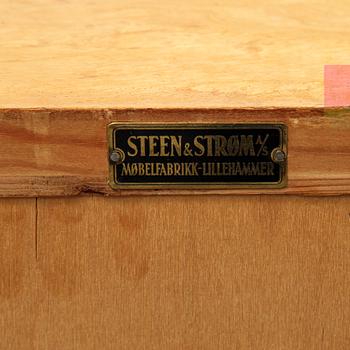 STEEN & STRØM A/S
MØBELFABRIKK-LILLEHAMMER